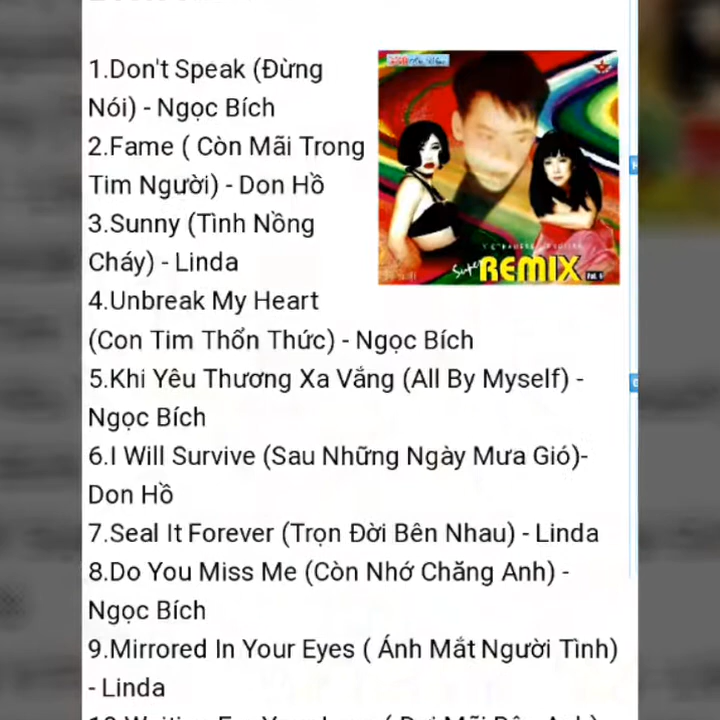 1.Don't Speak (Đừng
Nói) - Ngọc Bích
2.Fame ( Còn Mãi Trong
Tim Người) - Don Hồ
3.Sunny (Tình Nồng
Cháy) - Linda
4.Unbreak My Heart
(Con Tim Thổn Thức) - Ngọc Bích
5.Khi Yêu Thương Xa Vắng (All By Myself) -
Ngọc Bích
6.I Will Survive (Sau Những Ngày Mưa Gió)-
Don Hồ
7.Seal It Forever (Trọn Đời Bên Nhau) - Linda
8.Do You Miss Me (Còn Nhớ Chăng Anh) -
Ngọc Bích
9.Mirrored In Your Eyes ( Ánh Mắt Người Tình)
- Linda
Super REMIX